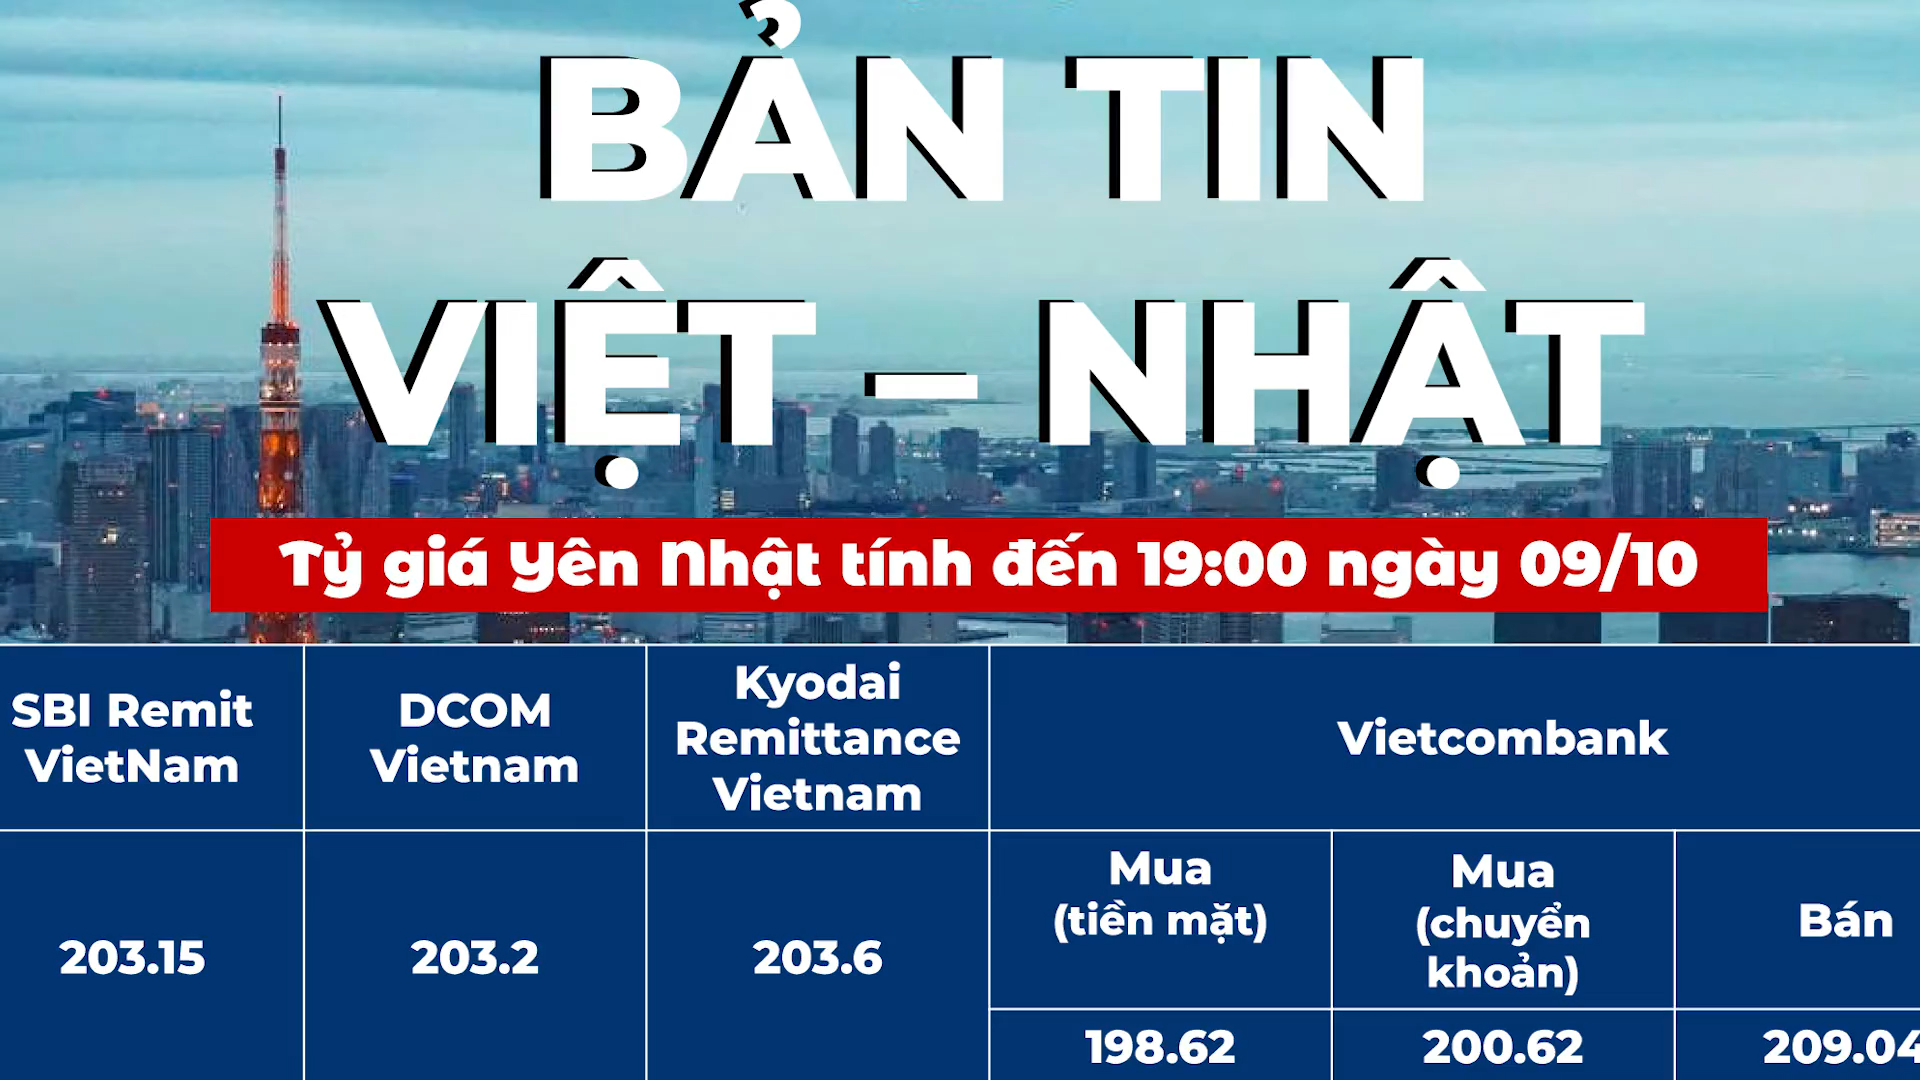 BẢN TIN
VIỆT – NHẬT
Tỷ giá Yên Nhật tính đến 19:00 ngày 09/10
SBI Remit
VietNam
DCOM
Vietnam
Kyodai
Remittance
Vietnam
Vietcombank
203.15
203.2
203.6
Mua
(tiền mặt)
Mua
(chuyển
khoản)
Bán
198.62
200.62
209.04